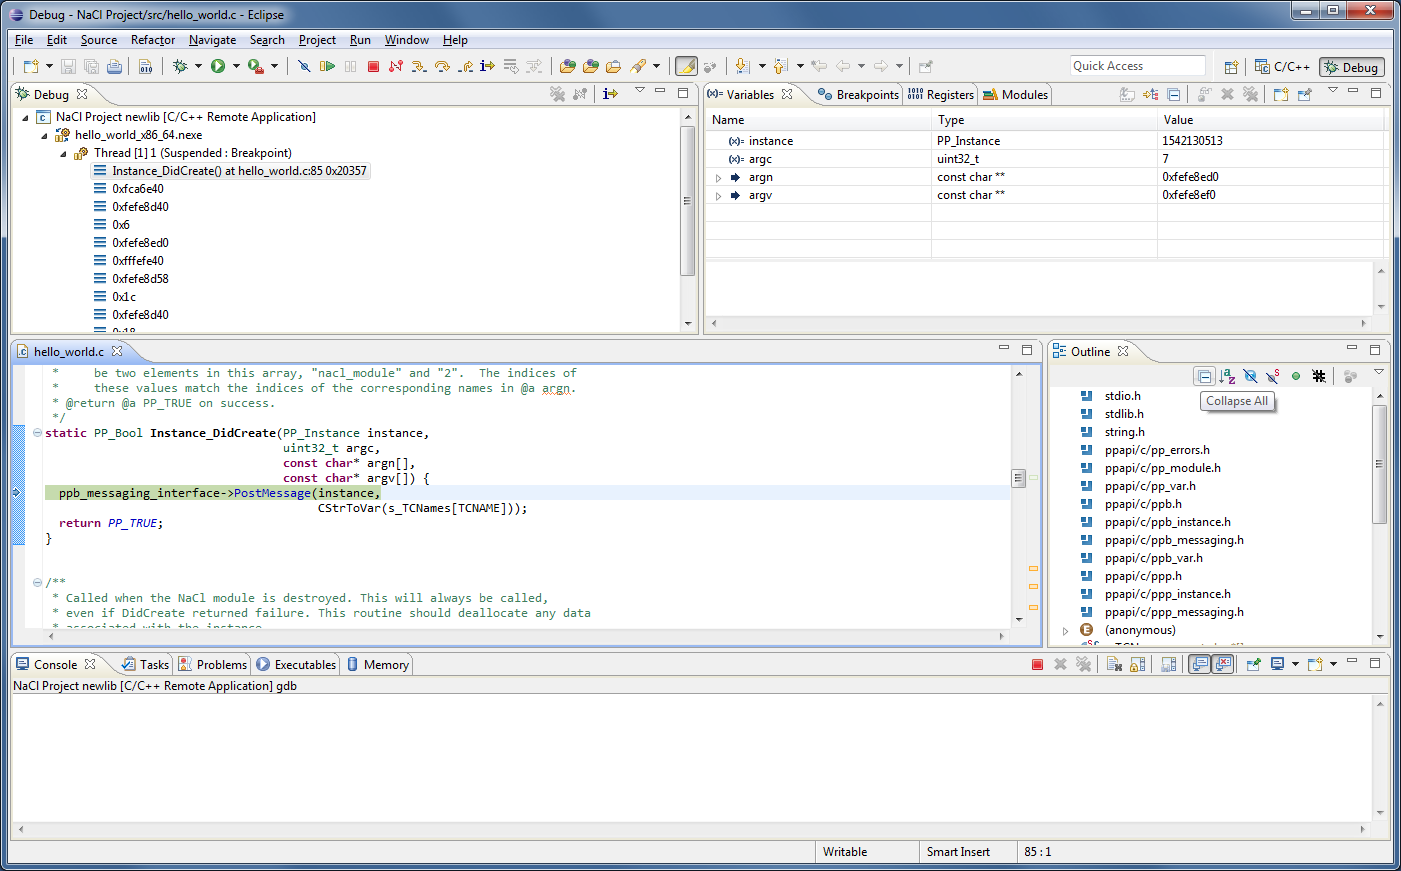 Debug - NaCl Project/src/hello_world.c - Eclipse
File Edit Source Refactor Navigate Search Project Run Window Help
Quick Access
C/C++ Debug
Debug
NaCl Project newlib [C/C++ Remote Application]
hello_world_x86_64.nexe
Thread [1] 1 (Suspended : Breakpoint)
Instance_DidCreate() at hello_world.c:85 0x20357
0xfca6e40
0xfefe8d40
0x6
0xfefe8ed0
0xfffefe40
0xfefe8d58
0x1c
0xfefe8d40
0x18
(x)= Variables Breakpoints 1010 0101 Registers Modules
Name Type Value
(x)= instance PP_Instance 1542130513
(x)= argc uint32_t 7
argn const char ** 0xfefe8ed0
argv const char ** 0xfefe8ef0
hello_world.c
* be two elements in this array, "nacl_module" and "2". The indices of
* these values match the indices of the corresponding names in @a argn.
* @return @a PP_TRUE on success.
*/
static PP_Bool Instance_DidCreate(PP_Instance instance,
uint32_t argc,
const char* argn[],
const char* argv[]) {
ppb_messaging_interface->PostMessage(instance,
CStrToVar(s_TCNames[TCNAME]));
return PP_TRUE;
}
/**
* Called when the NaCl module is destroyed. This will always be called,
* even if DidCreate returned failure. This routine should deallocate any data
* associated with the instance.
Outline
Collapse All
stdio.h
stdlib.h
string.h
ppapi/c/pp_errors.h
ppapi/c/pp_module.h
ppapi/c/pp_var.h
ppapi/c/ppb.h
ppapi/c/ppb_instance.h
ppapi/c/ppb_messaging.h
ppapi/c/ppb_var.h
ppapi/c/ppp.h
ppapi/c/ppp_instance.h
ppapi/c/ppp_messaging.h
(anonymous)
Console Tasks Problems Executables Memory
NaCl Project newlib [C/C++ Remote Application] gdb
Writable Smart Insert 85 : 1